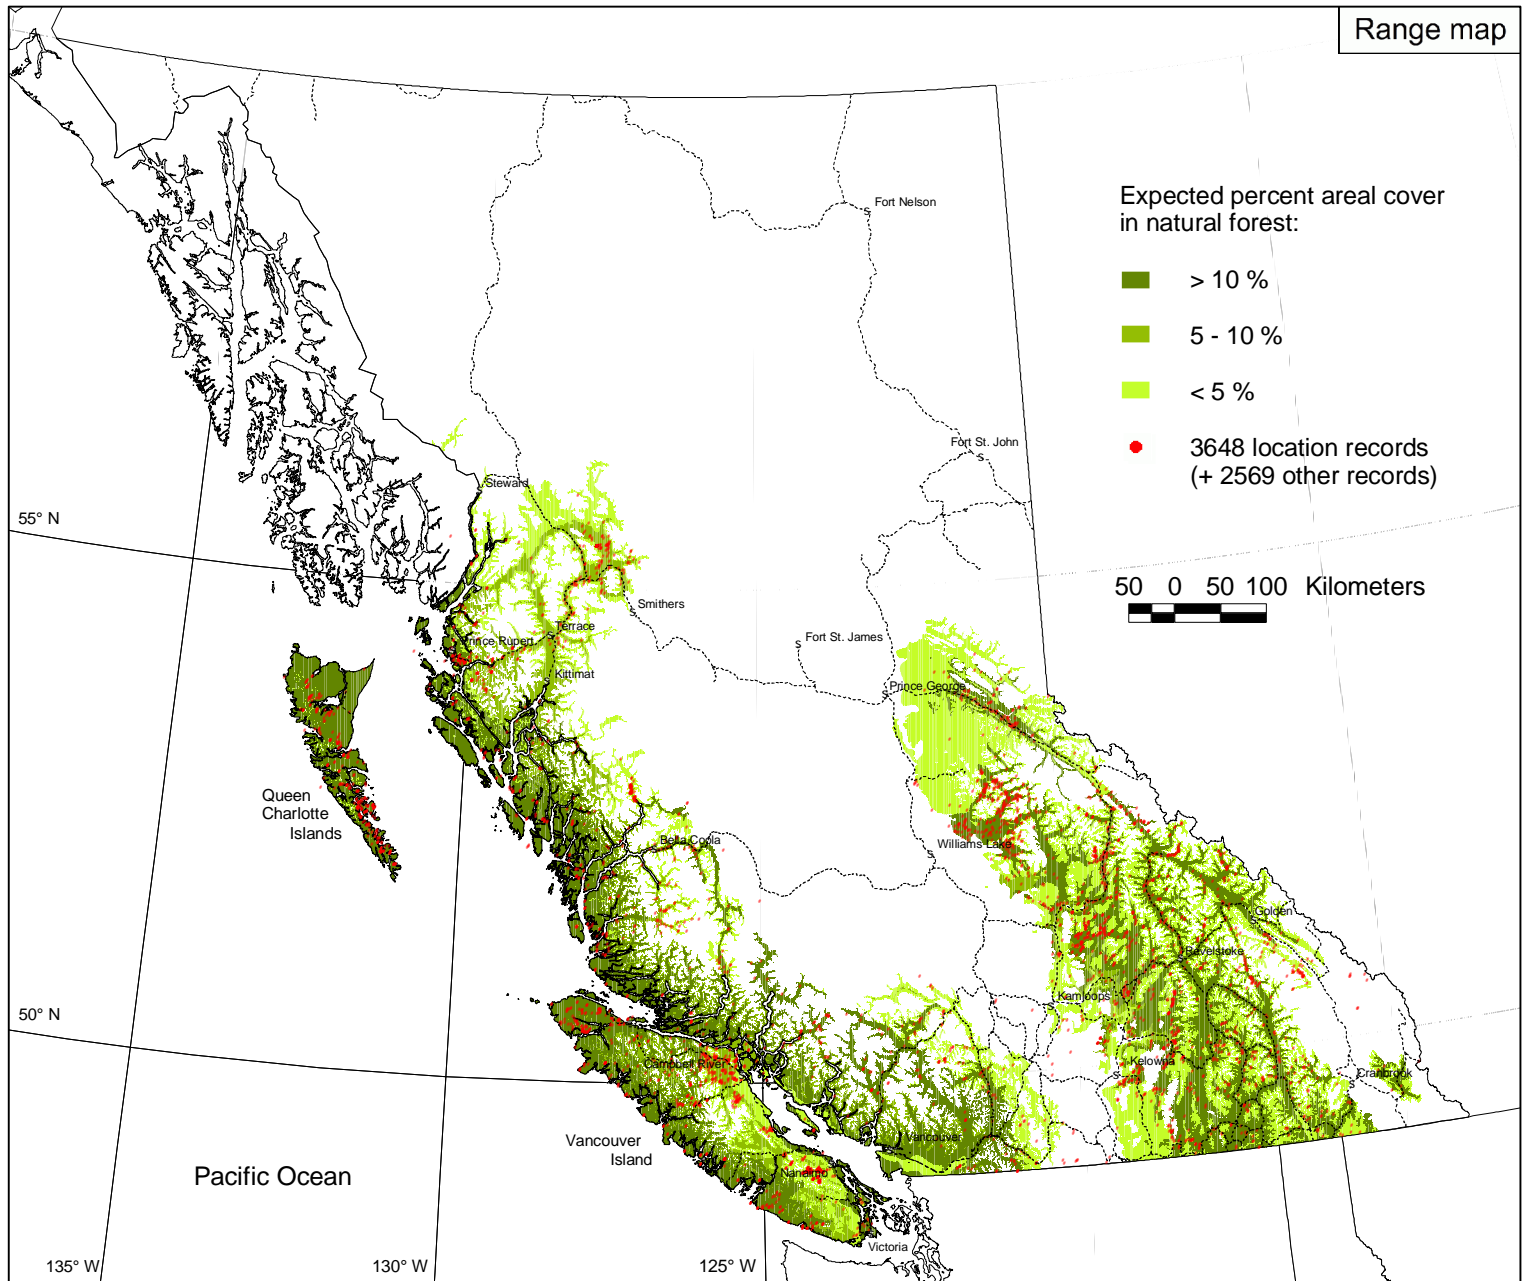 Range map
Fort Nelson
Expected percent areal cover
in natural forest:
> 10 %
5 - 10 %
< 5 %
3648 location records
(+ 2569 other records)
Fort St. John
Steward
55° N
50 0 50 100 Kilometers
Smithers
Terrace
Fort St. James
Prince Rupert
Kittimat
Prince George
Queen
Charlotte
Islands
Bella Coola
Williams Lake
Golden
Revelstoke
Kamloops
50° N
Campbell River
Kelowna
Cranbrook
Vancouver
Vancouver
Island
Nanaimo
Pacific Ocean
Victoria
135° W
130° W
125° W